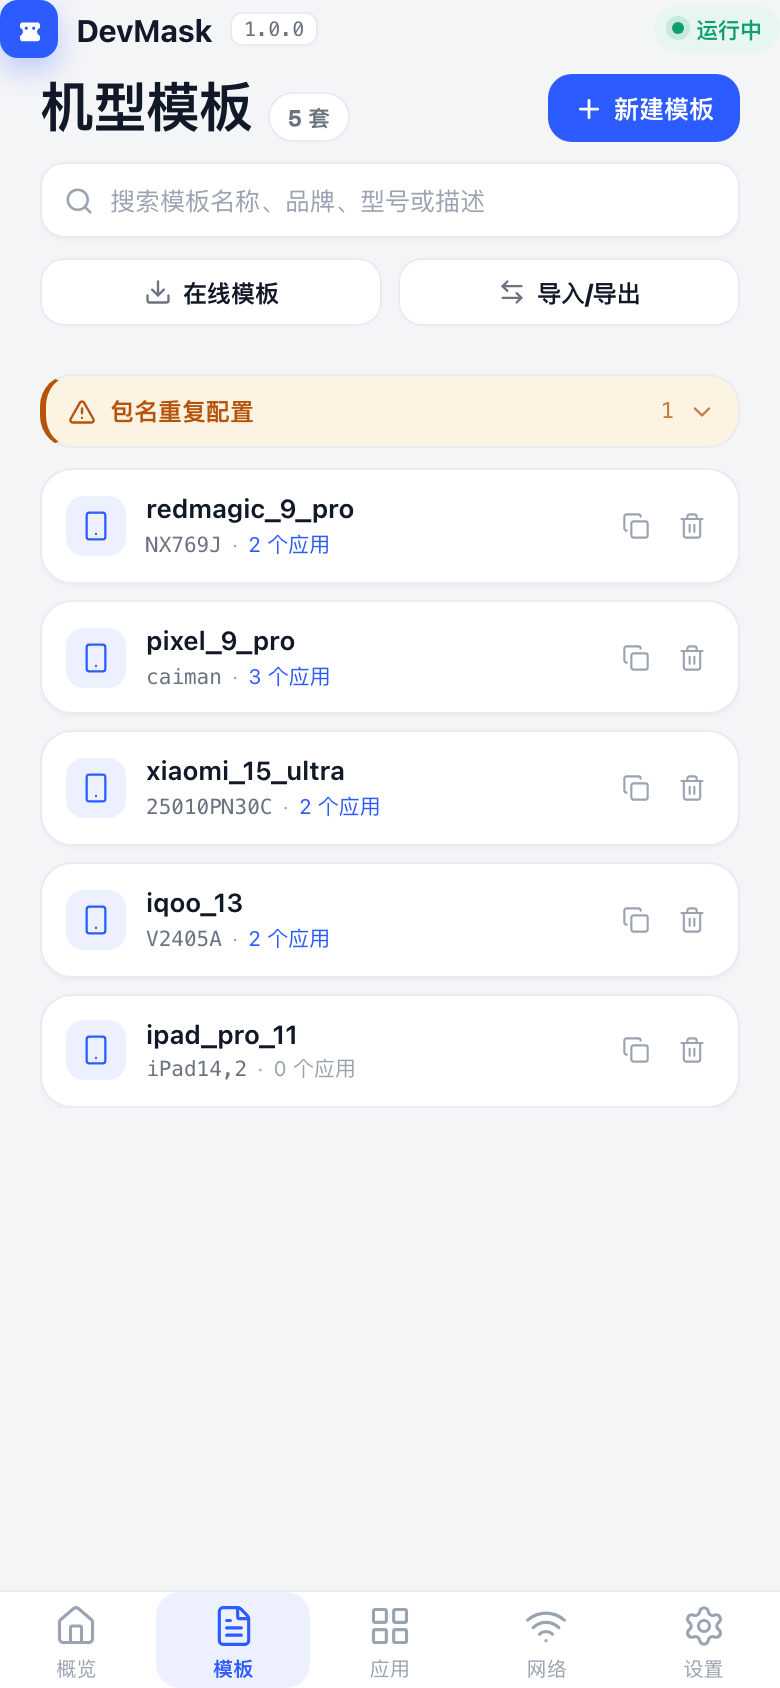 DevMask 1.0.0 运行中
机型模板 5 套 新建模板
搜索模板名称、品牌、型号或描述
在线模板 导入/导出
包名重复配置 1
redmagic_9_pro
NX769J · 2 个应用
pixel_9_pro
caiman · 3 个应用
xiaomi_15_ultra
25010PN30C · 2 个应用
iqoo_13
V2405A · 2 个应用
ipad_pro_11
iPad14,2 · 0 个应用
概览 模板 应用 网络 设置